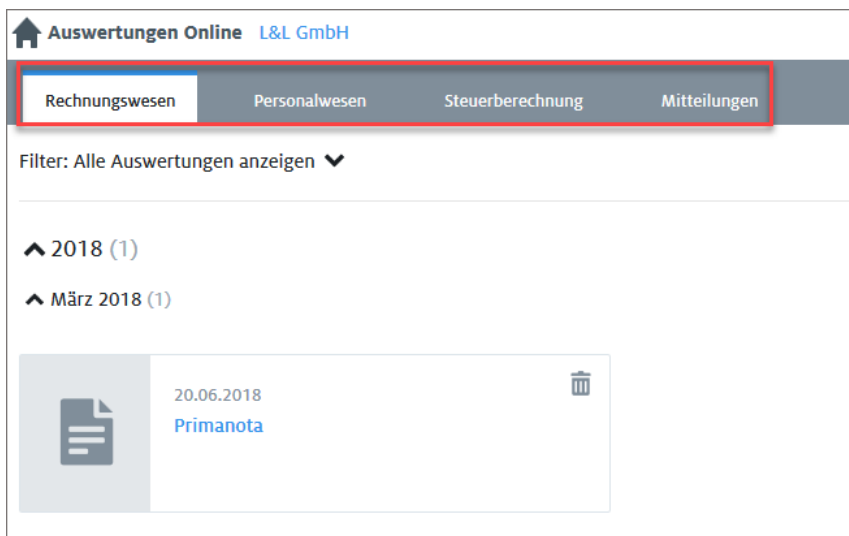 Auswertungen Online L&L GmbH
Rechnungswesen Personalwesen Steuerberechnung Mitteilungen
Filter: Alle Auswertungen anzeigen
2018 (1)
März 2018 (1)
20.06.2018
Primanota